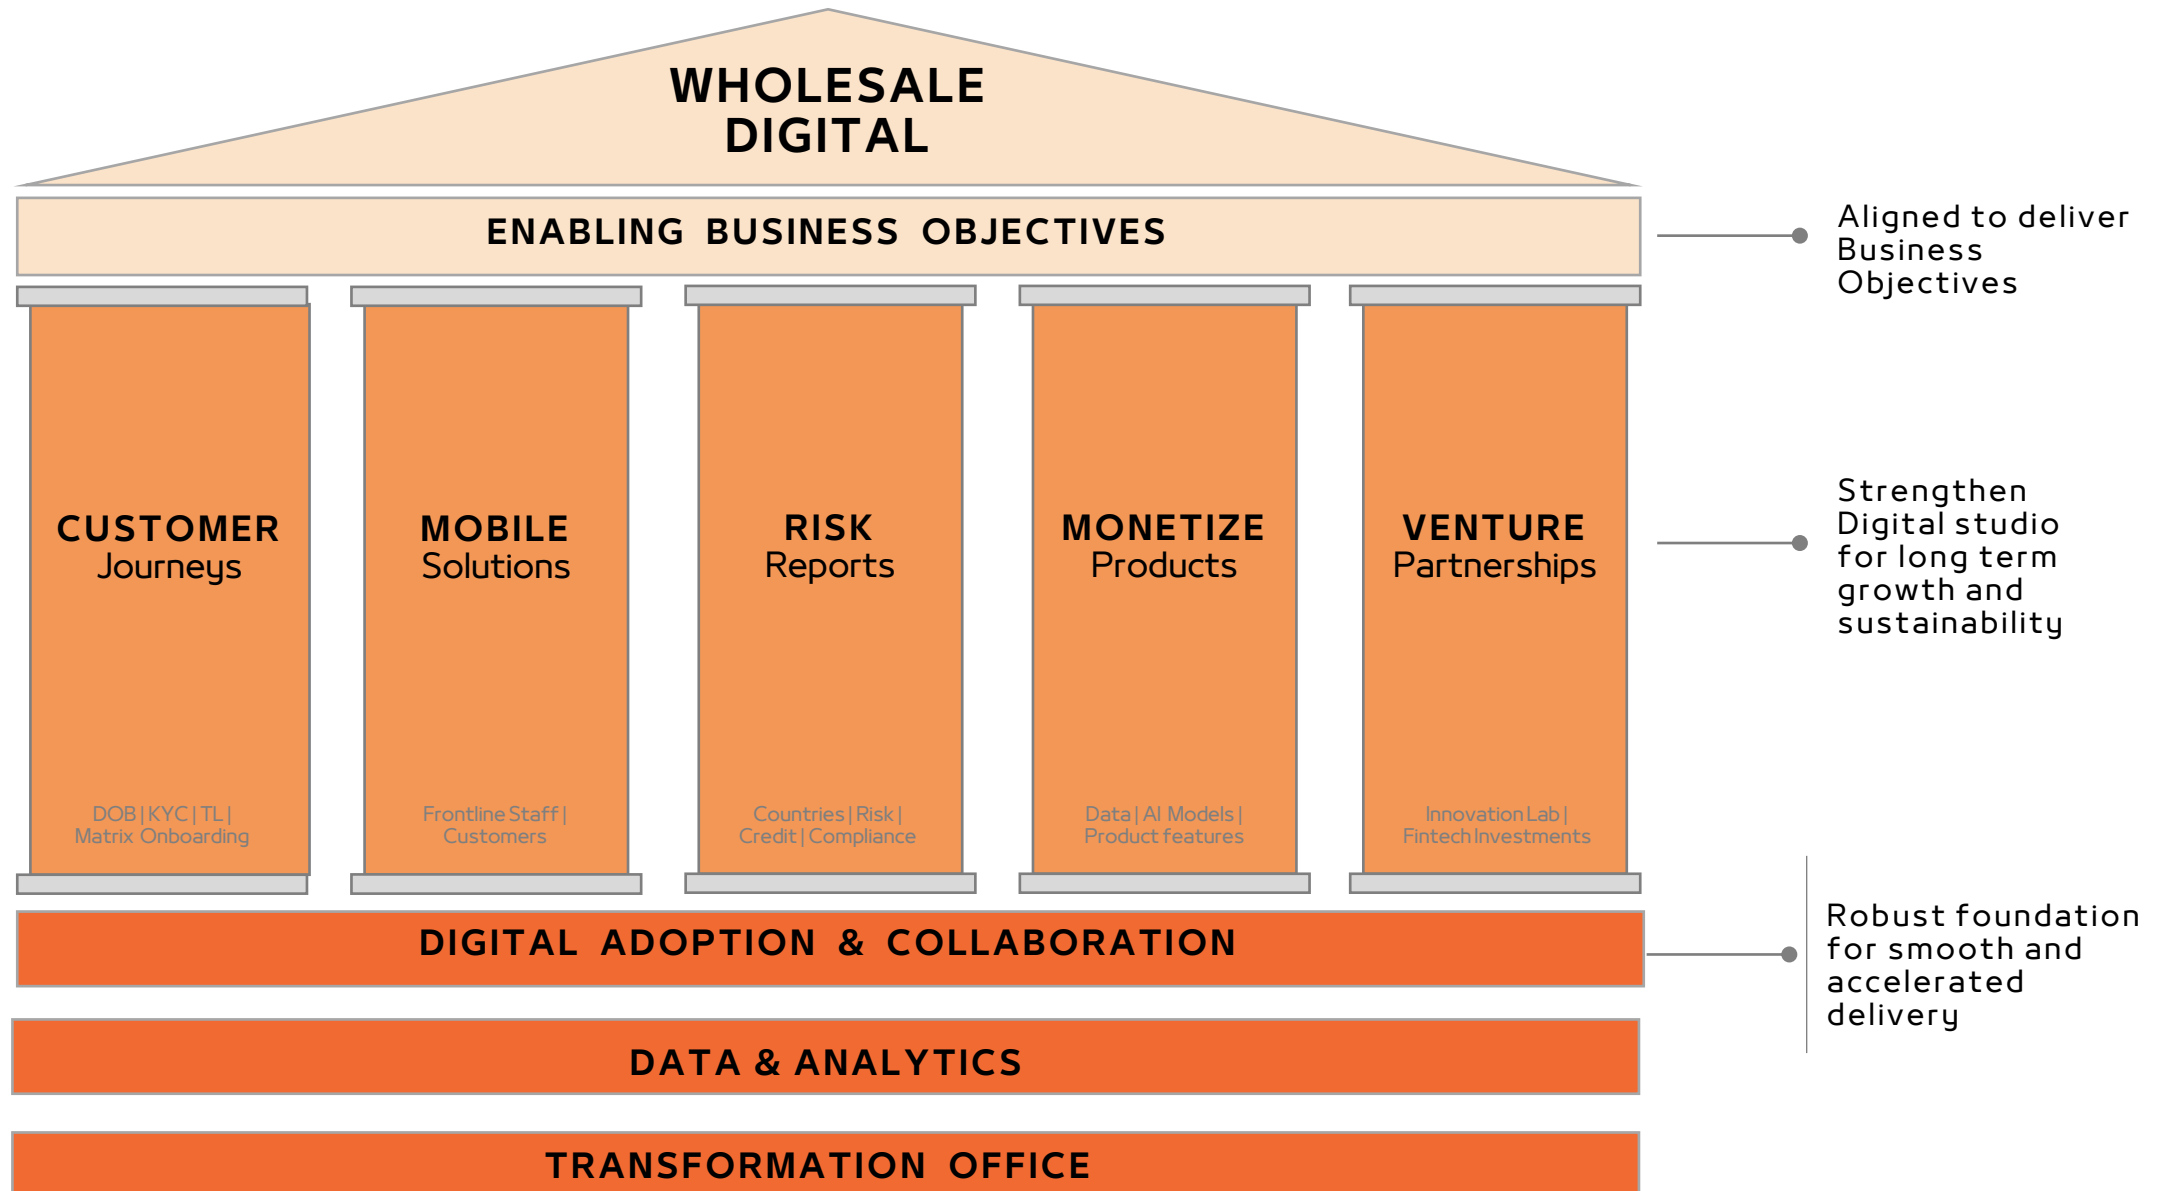 WHOLESALE
DIGITAL
ENABLING BUSINESS OBJECTIVES
Aligned to deliver
Business
Objectives
CUSTOMER
Journeys
DOB | KYC | TL |
Matrix Onboarding
MOBILE
Solutions
Frontline Staff |
Customers
RISK
Reports
Countries | Risk |
Credit | Compliance
MONETIZE
Products
Data | AI Models |
Product features
VENTURE
Partnerships
Innovation Lab |
Fintech Investments
Strengthen
Digital studio
for long term
growth and
sustainability
DIGITAL ADOPTION & COLLABORATION
Robust foundation
for smooth and
accelerated
delivery
DATA & ANALYTICS
TRANSFORMATION OFFICE